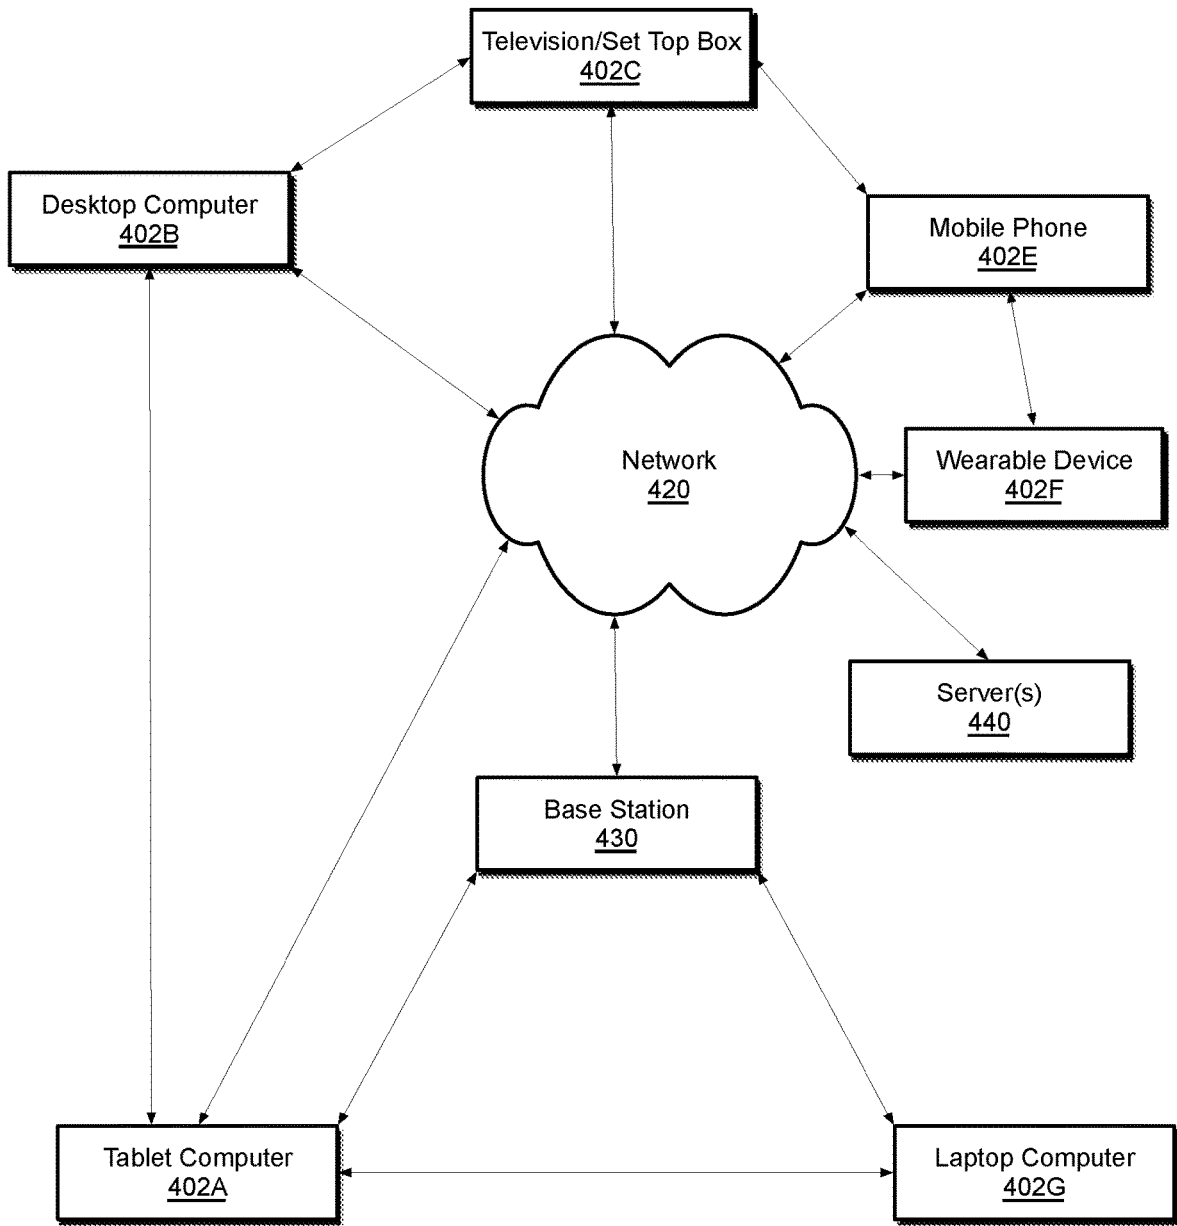 Television/Set Top Box
402C
Desktop Computer
402B
Mobile Phone
402E
Network
420
Wearable Device
402F
Server(s)
440
Base Station
430
Tablet Computer
402A
Laptop Computer
402G